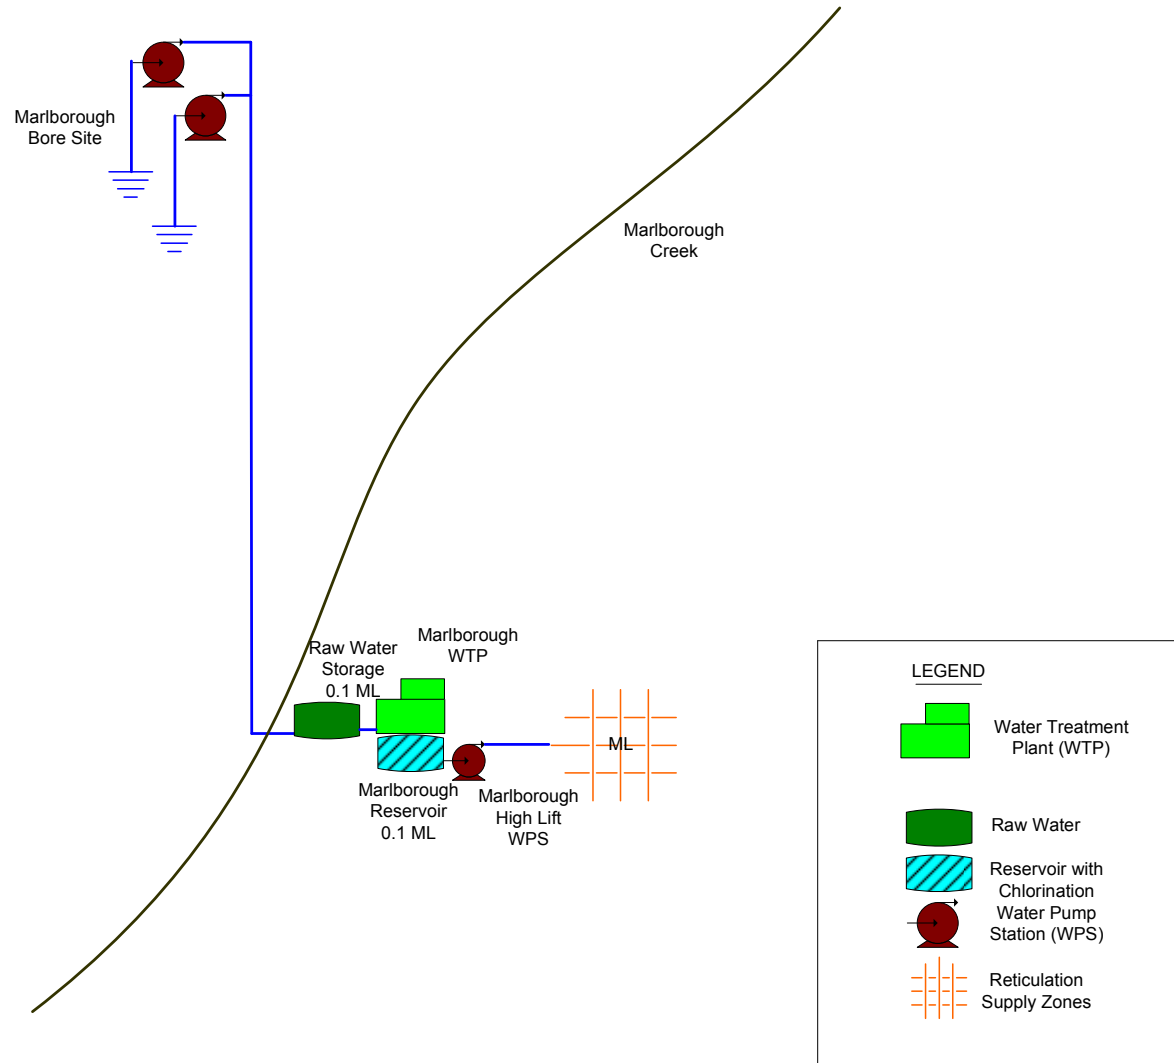 Marlborough
Bore Site
Marlborough
Creek
Raw Water
Storage
0.1 ML
Marlborough
WTP
ML
Marlborough
Reservoir
0.1 ML
Marlborough
High Lift
WPS
LEGEND
Water Treatment
Plant (WTP)
Raw Water
Reservoir with
Chlorination
Water Pump
Station (WPS)
Reticulation
Supply Zones